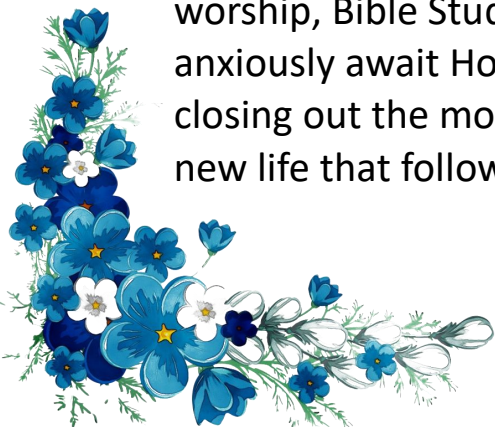 worship, Bible Stud
anxiously await Ho
closing out the mo
new life that follow